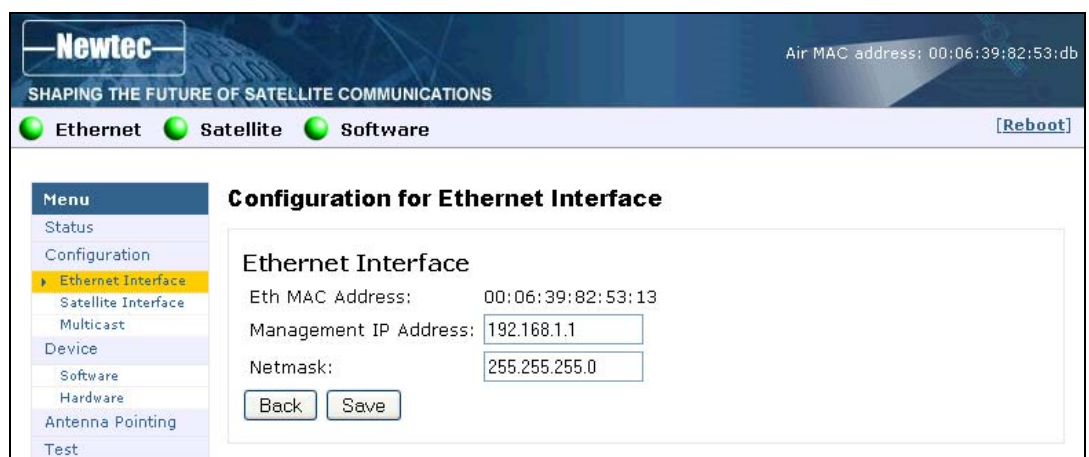 Newtec
Air MAC address: 00:06:39:82:53:db
SHAPING THE FUTURE OF SATELLITE COMMUNICATIONS
Ethernet Satellite Software [Reboot]
Menu
Status
Configuration
Ethernet Interface
Satellite Interface
Multicast
Device
Software
Hardware
Antenna Pointing
Test
Configuration for Ethernet Interface
Ethernet Interface
Eth MAC Address: 00:06:39:82:53:13
Management IP Address: 192.168.1.1
Netmask: 255.255.255.0
Back Save